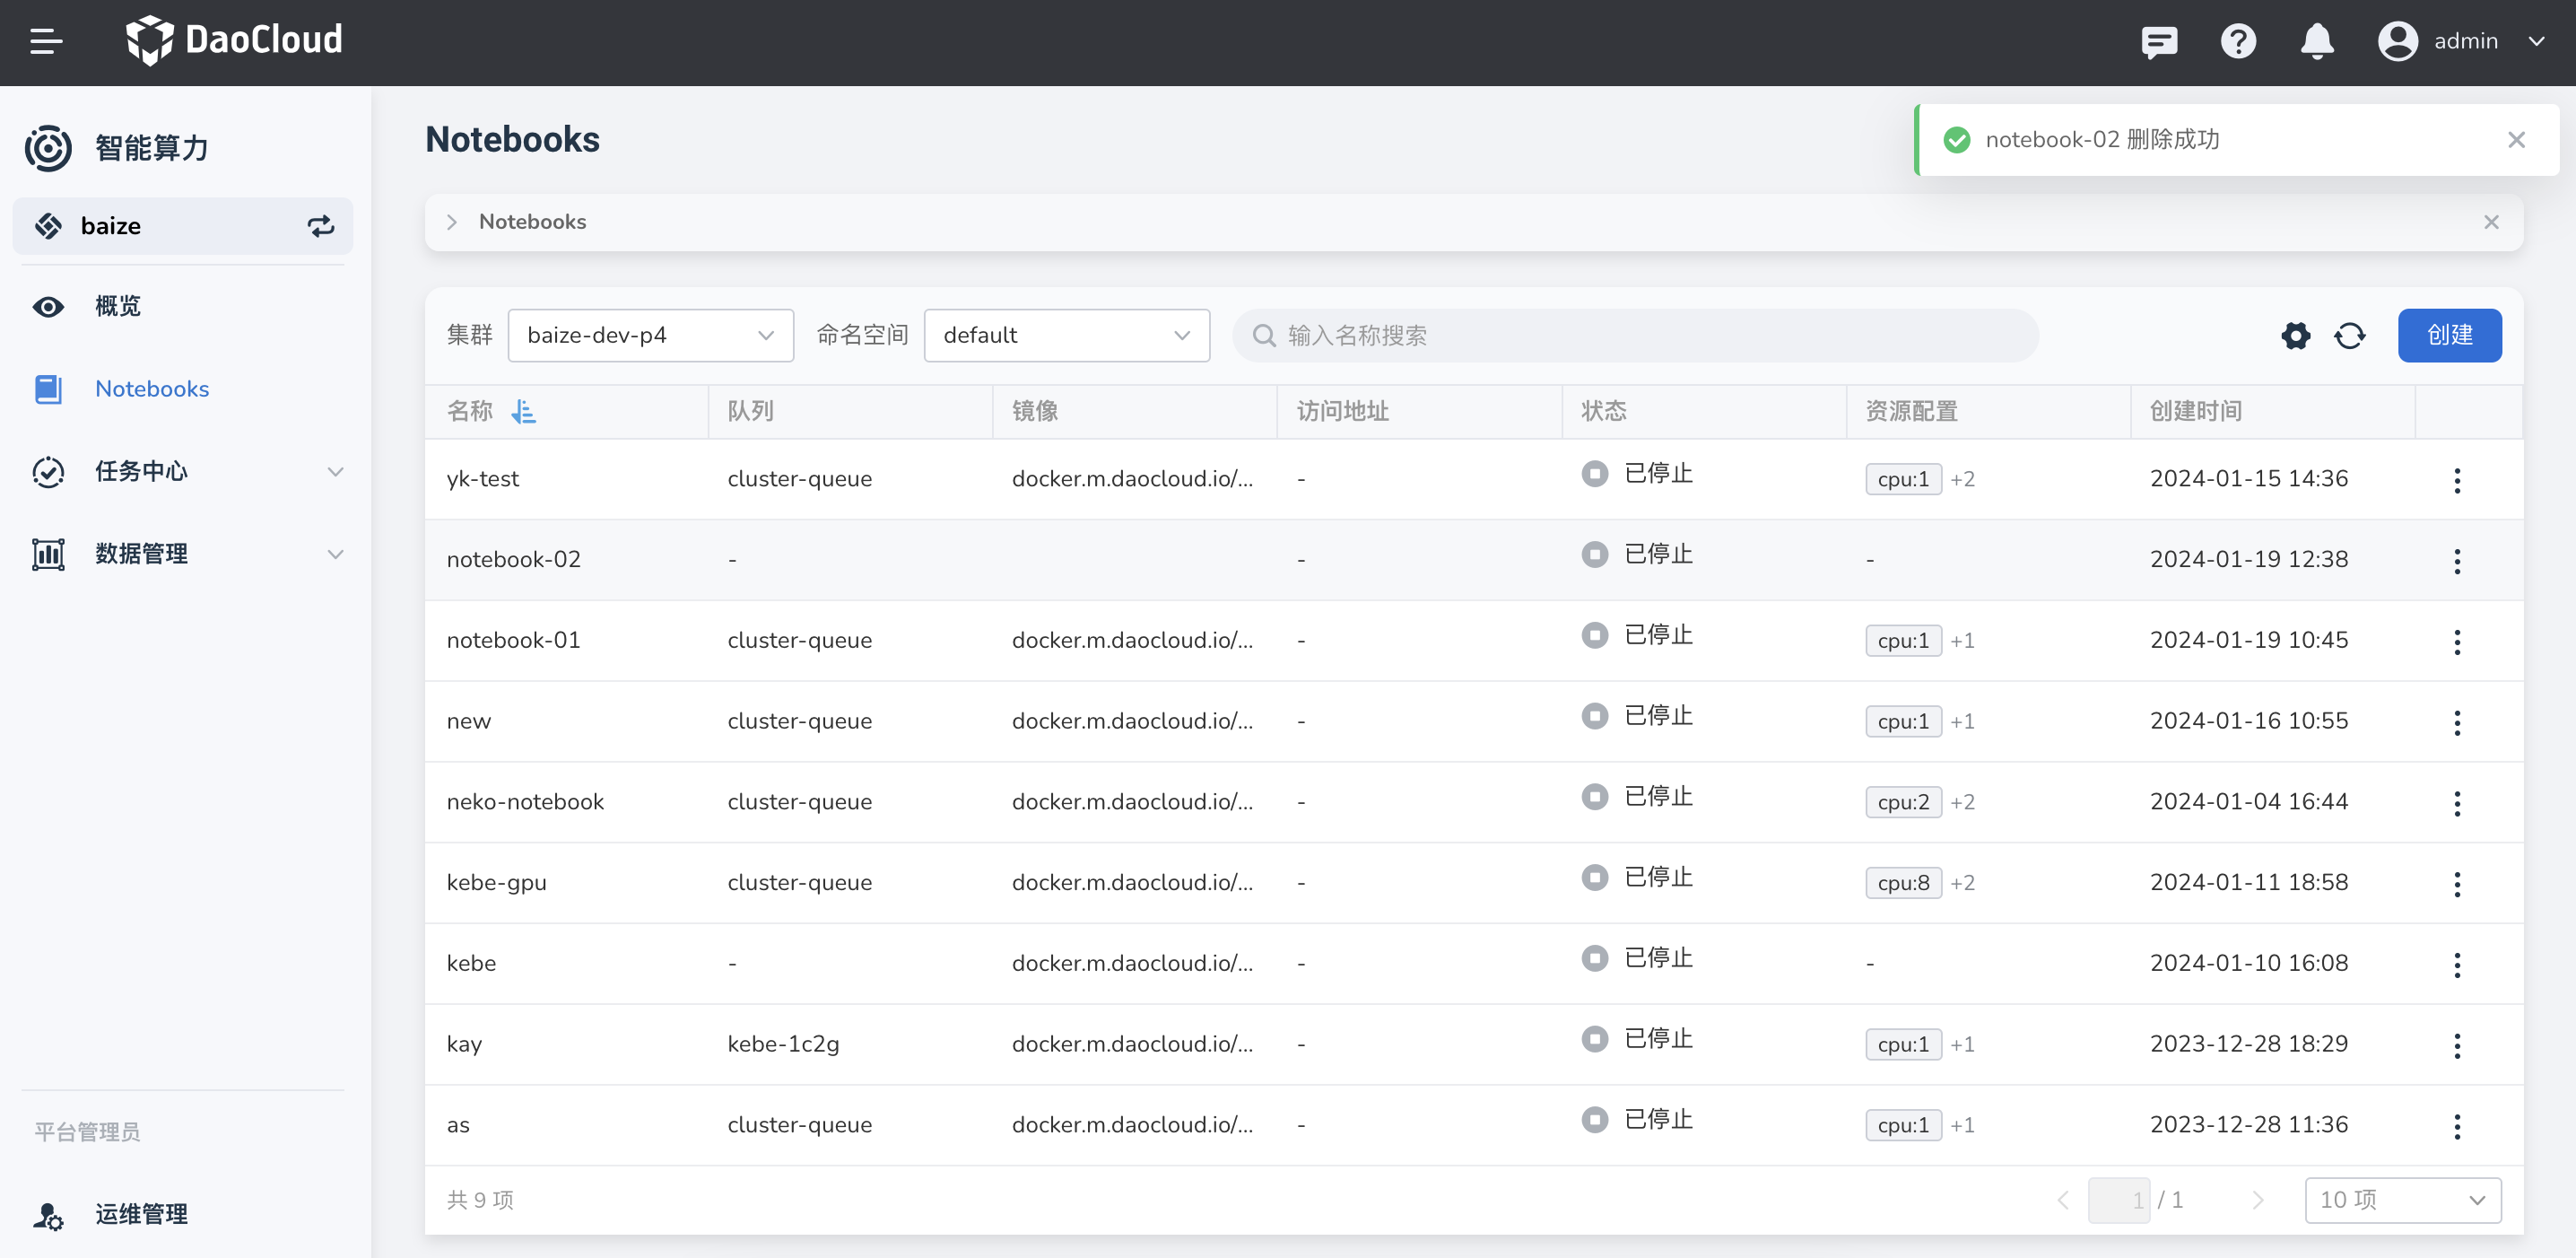 DaoCloud
admin
智能算力
baize
概览
Notebooks
任务中心
数据管理
平台管理员
运维管理
Notebooks
notebook-02 删除成功
Notebooks
集群 baize-dev-p4 命名空间 default 输入名称搜索 创建
名称 队列 镜像 访问地址 状态 资源配置 创建时间
yk-test cluster-queue docker.m.daocloud.io/... - 已停止 cpu:1 +2 2024-01-15 14:36
notebook-02 - - 已停止 - 2024-01-19 12:38
notebook-01 cluster-queue docker.m.daocloud.io/... - 已停止 cpu:1 +1 2024-01-19 10:45
new cluster-queue docker.m.daocloud.io/... - 已停止 cpu:1 +1 2024-01-16 10:55
neko-notebook cluster-queue docker.m.daocloud.io/... - 已停止 cpu:2 +2 2024-01-04 16:44
kebe-gpu cluster-queue docker.m.daocloud.io/... - 已停止 cpu:8 +2 2024-01-11 18:58
kebe - docker.m.daocloud.io/... - 已停止 - 2024-01-10 16:08
kay kebe-1c2g docker.m.daocloud.io/... - 已停止 cpu:1 +1 2023-12-28 18:29
as cluster-queue docker.m.daocloud.io/... - 已停止 cpu:1 +1 2023-12-28 11:36
共 9 项 1 / 1 10 项